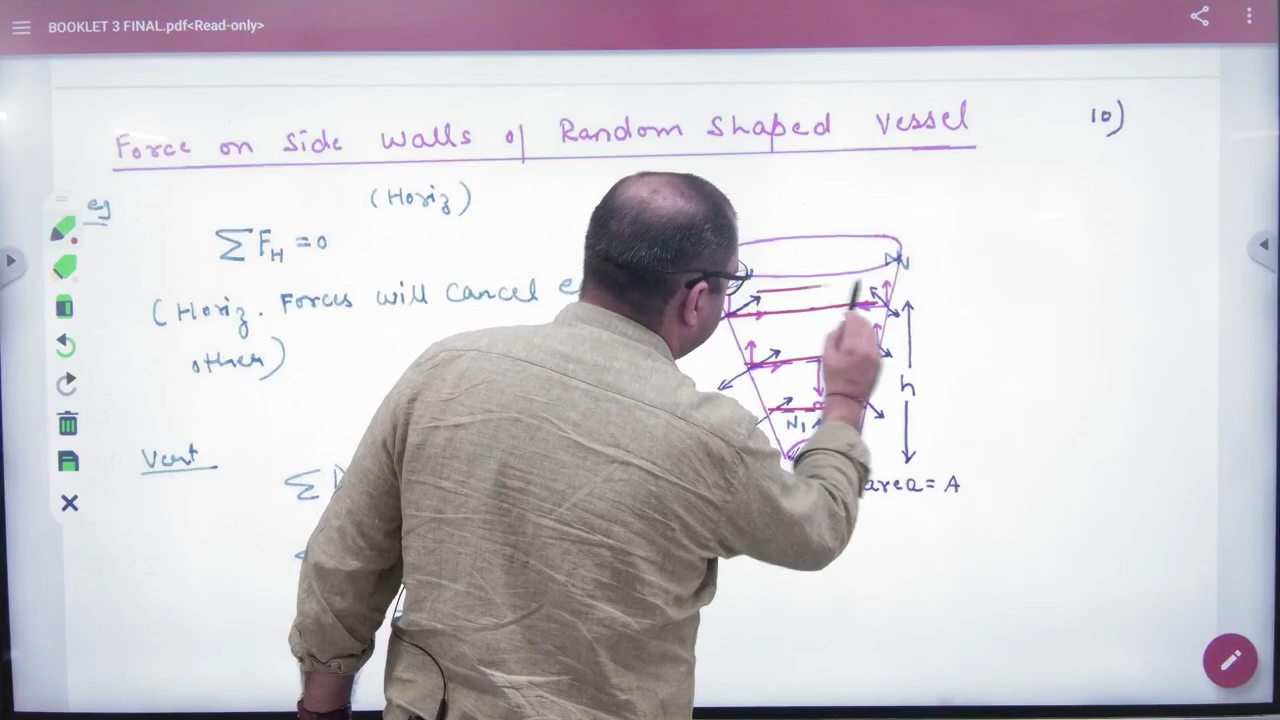 BOOKLET 3 FINAL.pdf<Read-only>
Force on Side Walls of Random Shaped Vessel
10)
eg
(Horiz)
ΣF_H = 0
(Horiz. Forces will cancel
other)
h
N₁
Vert
Σ
area = A